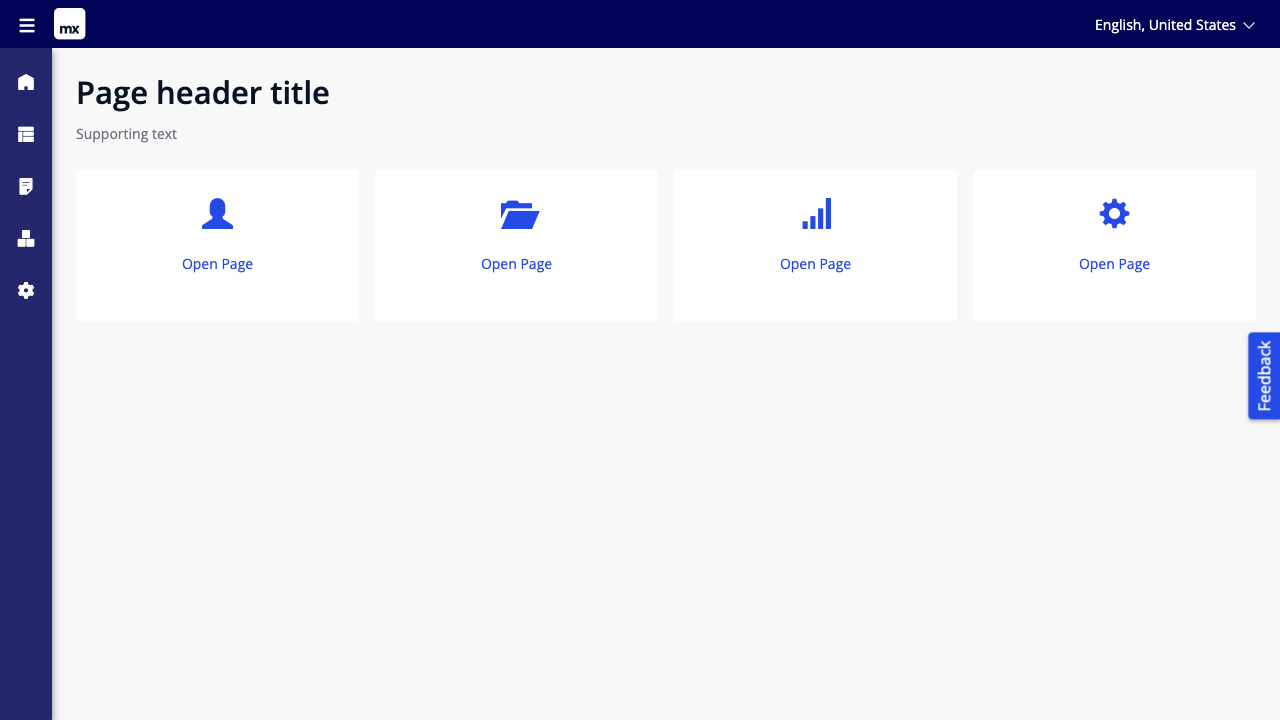 mx
English, United States
Page header title
Supporting text
Open Page
Open Page
Open Page
Open Page
Feedback